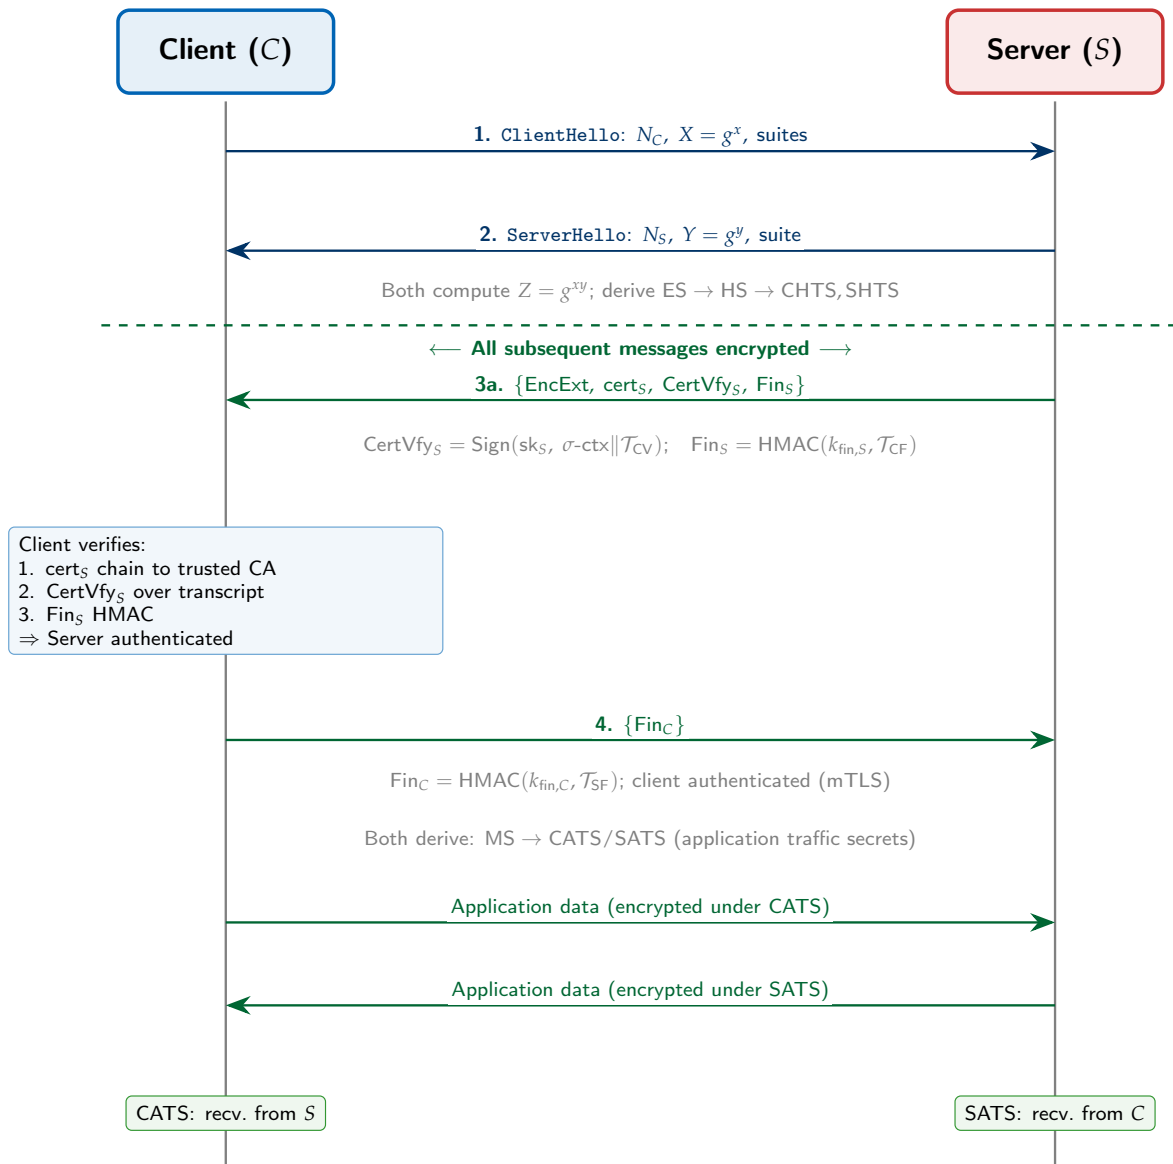 Client (C)
Server (S)
1. ClientHello: N_C, X = g^x, suites
2. ServerHello: N_S, Y = g^y, suite
Both compute Z = g^{xy}; derive ES → HS → CHTS, SHTS
⟵ All subsequent messages encrypted ⟶
3a. {EncExt, cert_S, CertVfy_S, Fin_S}
CertVfy_S = Sign(sk_S, σ-ctx‖𝒯_CV); Fin_S = HMAC(k_{fin,S}, 𝒯_CF)
Client verifies:
1. cert_S chain to trusted CA
2. CertVfy_S over transcript
3. Fin_S HMAC
⇒ Server authenticated
4. {Fin_C}
Fin_C = HMAC(k_{fin,C}, 𝒯_SF); client authenticated (mTLS)
Both derive: MS → CATS/SATS (application traffic secrets)
Application data (encrypted under CATS)
Application data (encrypted under SATS)
CATS: recv. from S
SATS: recv. from C